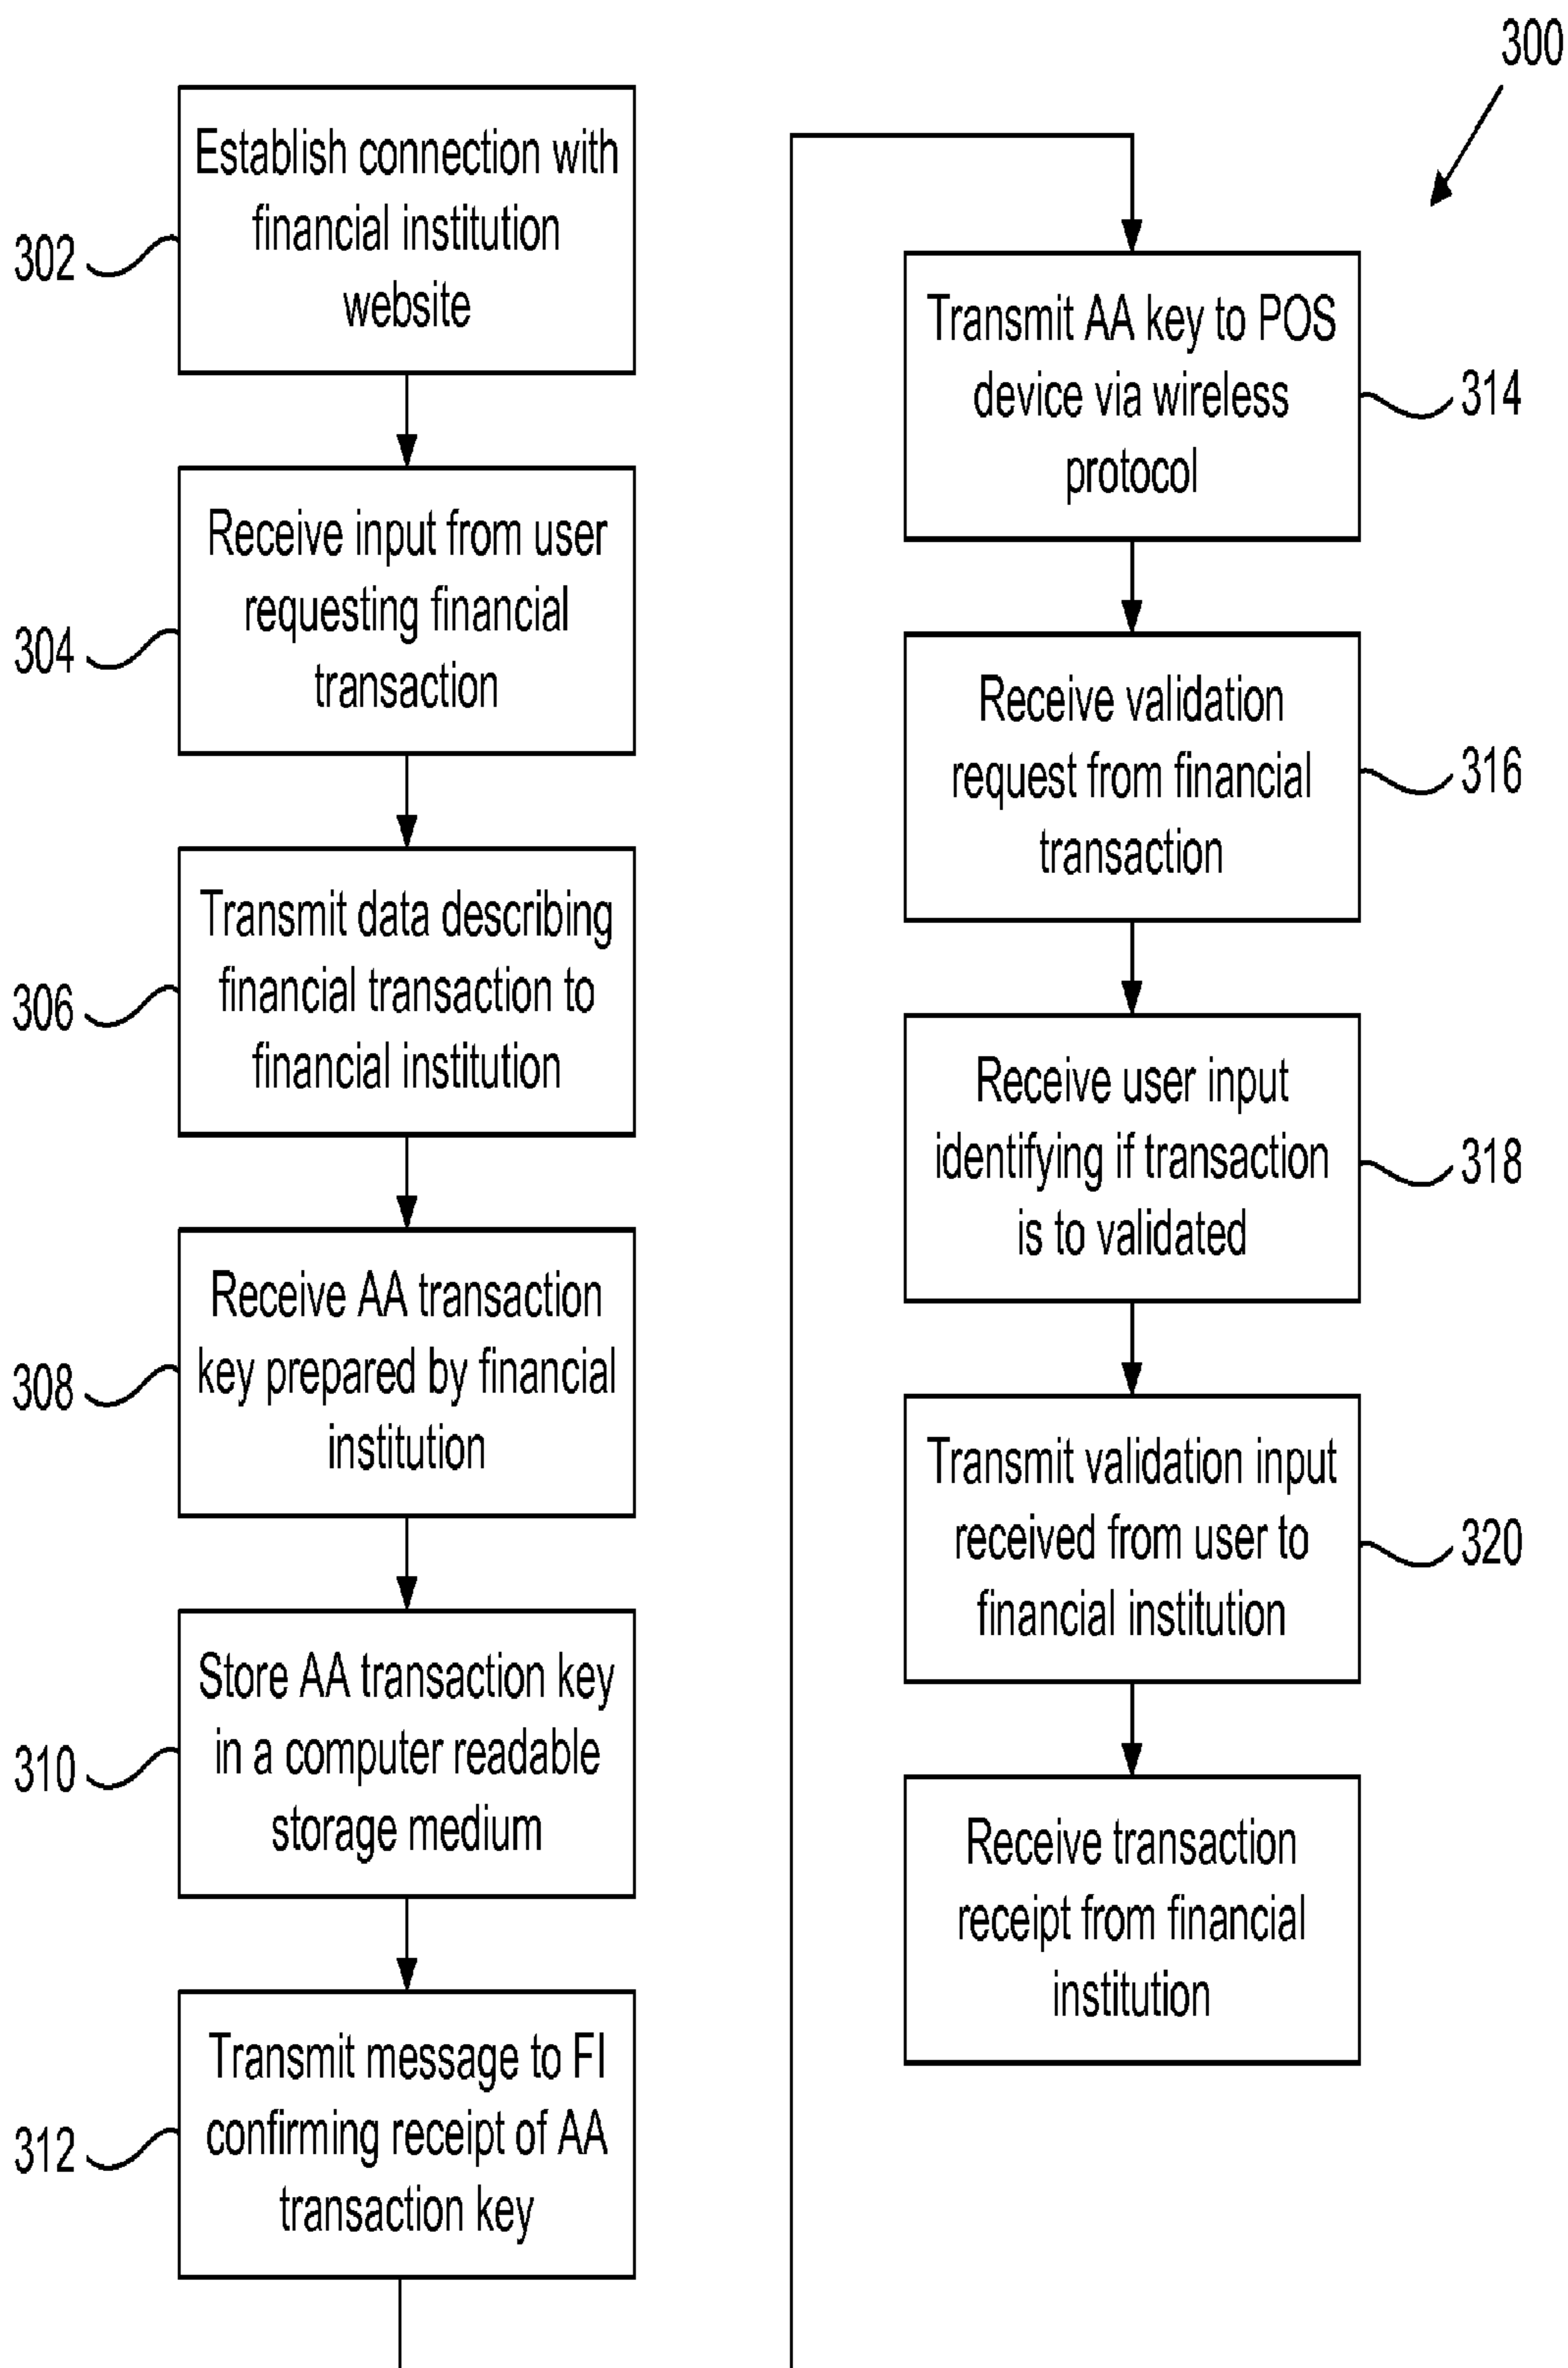 300
Establish connection with
financial institution
website
302
Receive input from user
requesting financial
transaction
304
Transmit data describing
financial transaction to
financial institution
306
Receive AA transaction
key prepared by financial
institution
308
Store AA transaction key
in a computer readable
storage medium
310
Transmit message to FI
confirming receipt of AA
transaction key
312
Transmit AA key to POS
device via wireless
protocol
314
Receive validation
request from financial
transaction
316
Receive user input
identifying if transaction
is to validated
318
Transmit validation input
received from user to
financial institution
320
Receive transaction
receipt from financial
institution